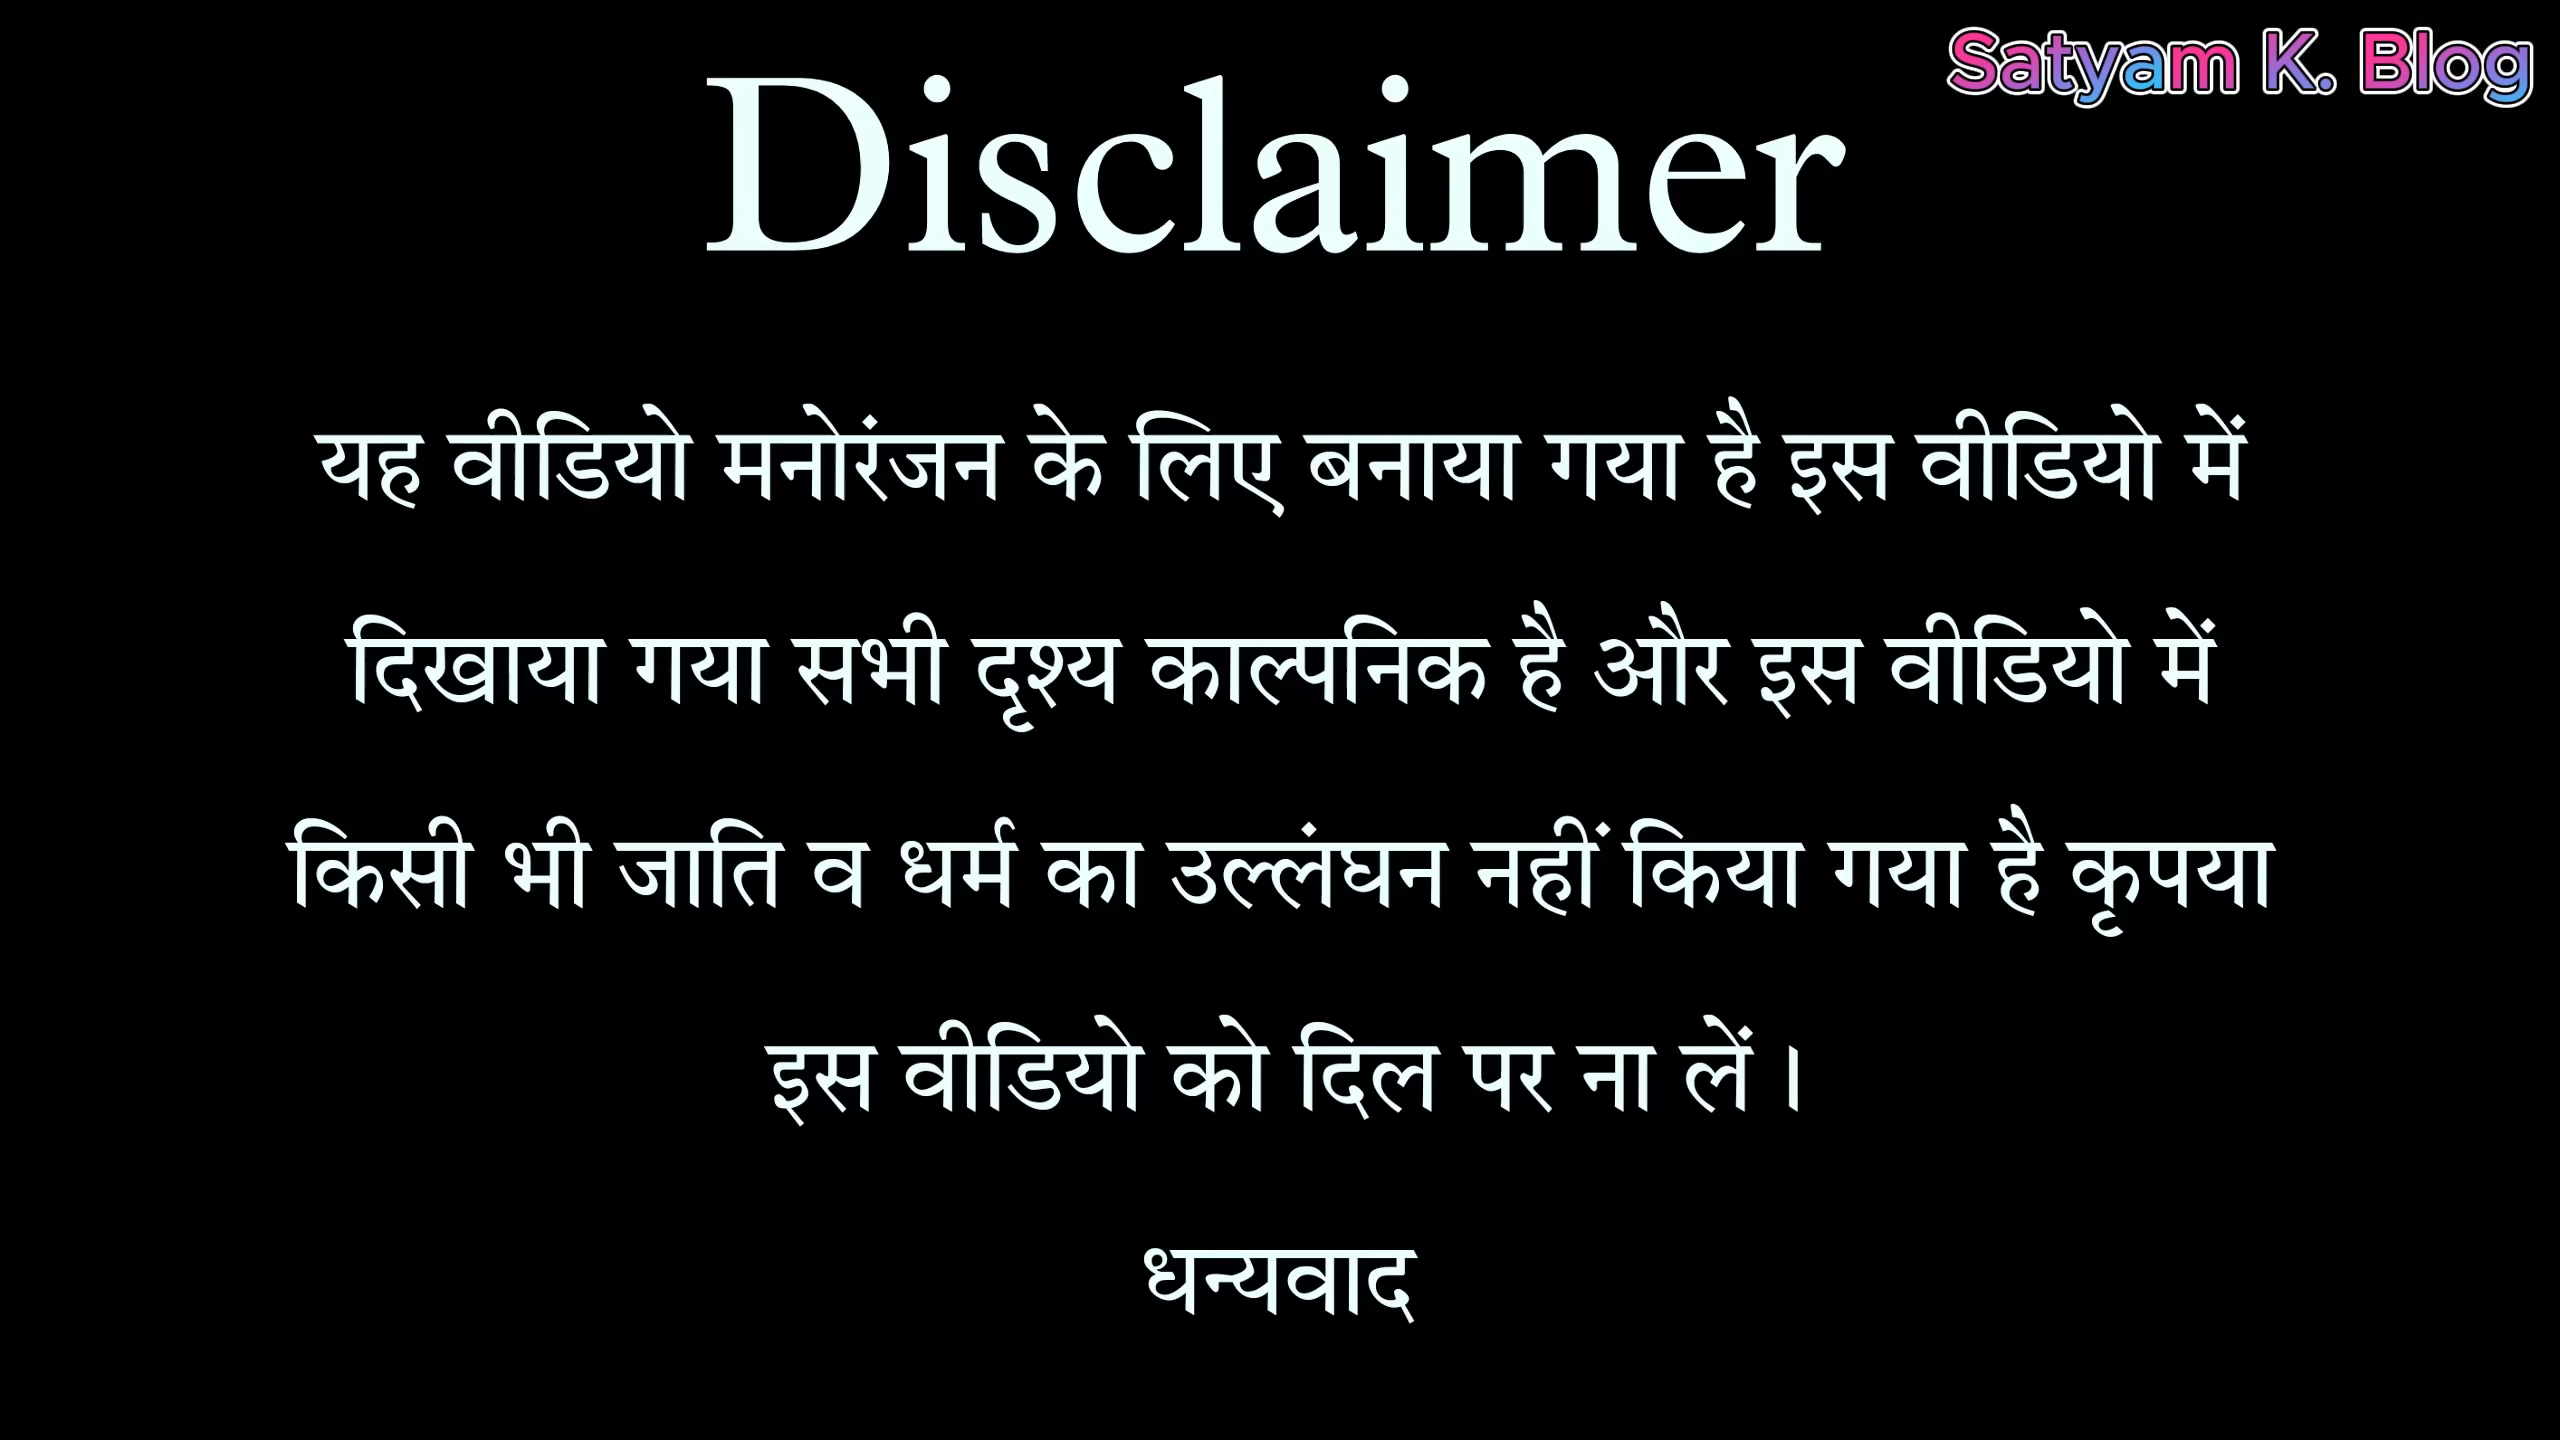 Satyam K. Blog
Disclaimer
यह वीडियो मनोरंजन के लिए बनाया गया है इस वीडियो में
दिखाया गया सभी दृश्य काल्पनिक है और इस वीडियो में
किसी भी जाति व धर्म का उल्लंघन नहीं किया गया है कृपया
इस वीडियो को दिल पर ना लें ।
धन्यवाद